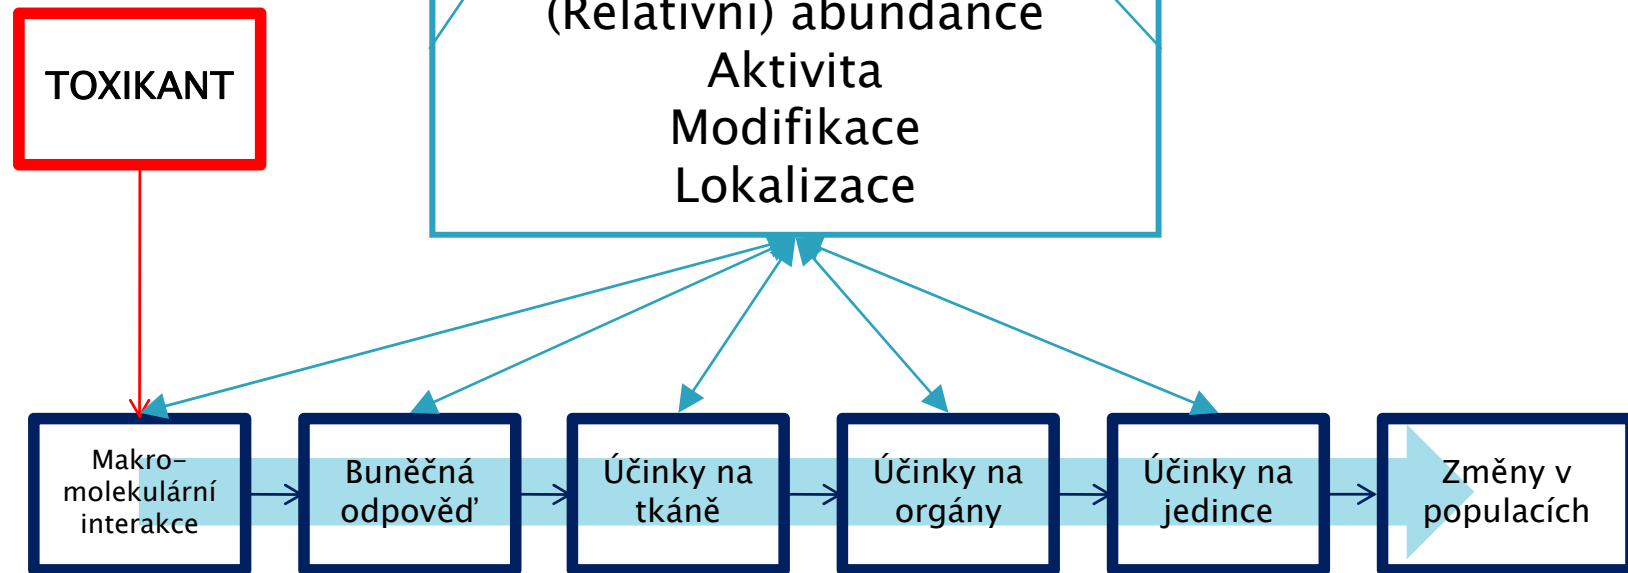 (Relativní) abundance
TOXIKANT
Aktivita
Modifikace
Lokalizace
Makro-
molekulární
interakce
Buněčná
odpověď
Účinky na
tkáně
Účinky na
orgány
Účinky na
jedince
Změny v
populacích